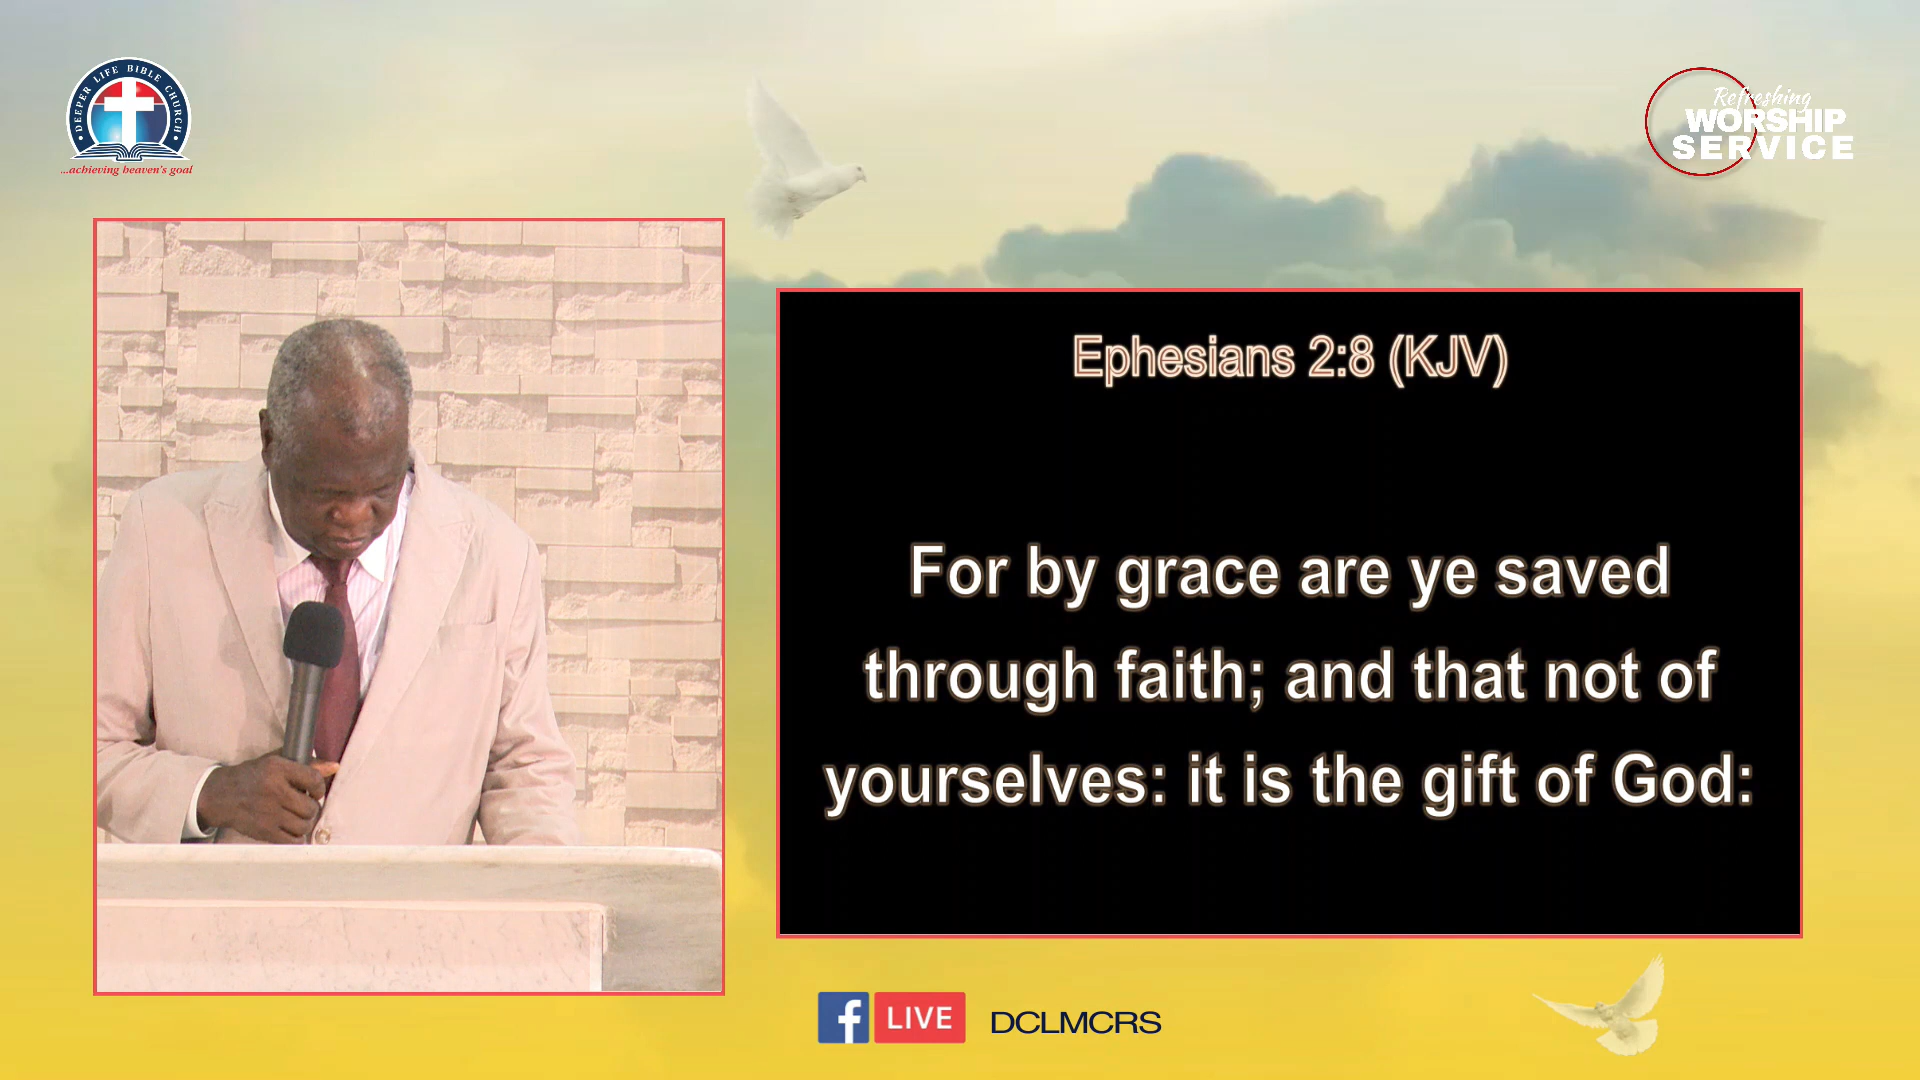 DEEPER LIFE BIBLE CHURCH
...achieving heaven's goal
Refreshing
WORSHIP
SERVICE
Ephesians 2:8 (KJV)
For by grace are ye saved
through faith; and that not of
yourselves: it is the gift of God:
f LIVE DCLMCRS